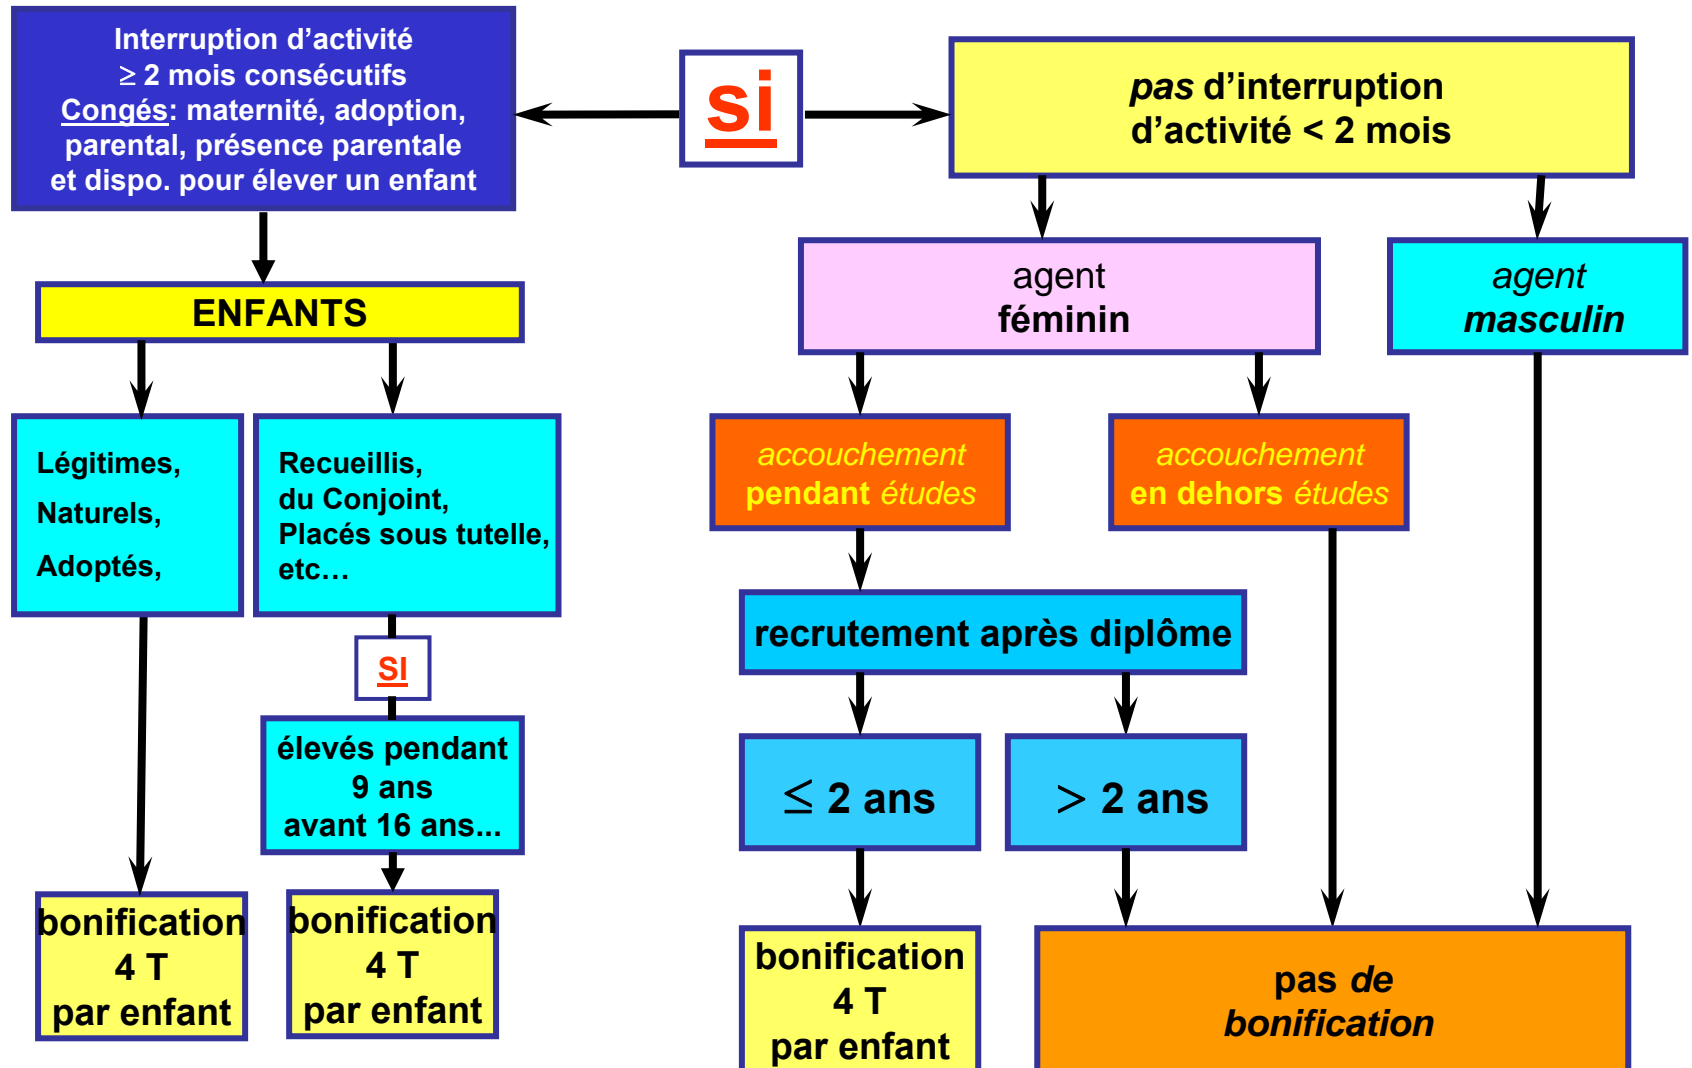 Interruption d’activité
≥ 2 mois consécutifs
Congés: maternité, adoption,
parental, présence parentale
et dispo. pour élever un enfant
si
pas d’interruption
d’activité < 2 mois
ENFANTS
agent
féminin
agent
masculin
Légitimes,
Naturels,
Adoptés,
Recueillis,
du Conjoint,
Placés sous tutelle,
etc…
accouchement
pendant études
accouchement
en dehors études
SI
recrutement après diplôme
élevés pendant
9 ans
avant 16 ans...
≤ 2 ans
> 2 ans
bonification
4 T
par enfant
bonification
4 T
par enfant
bonification
4 T
par enfant
pas de
bonification